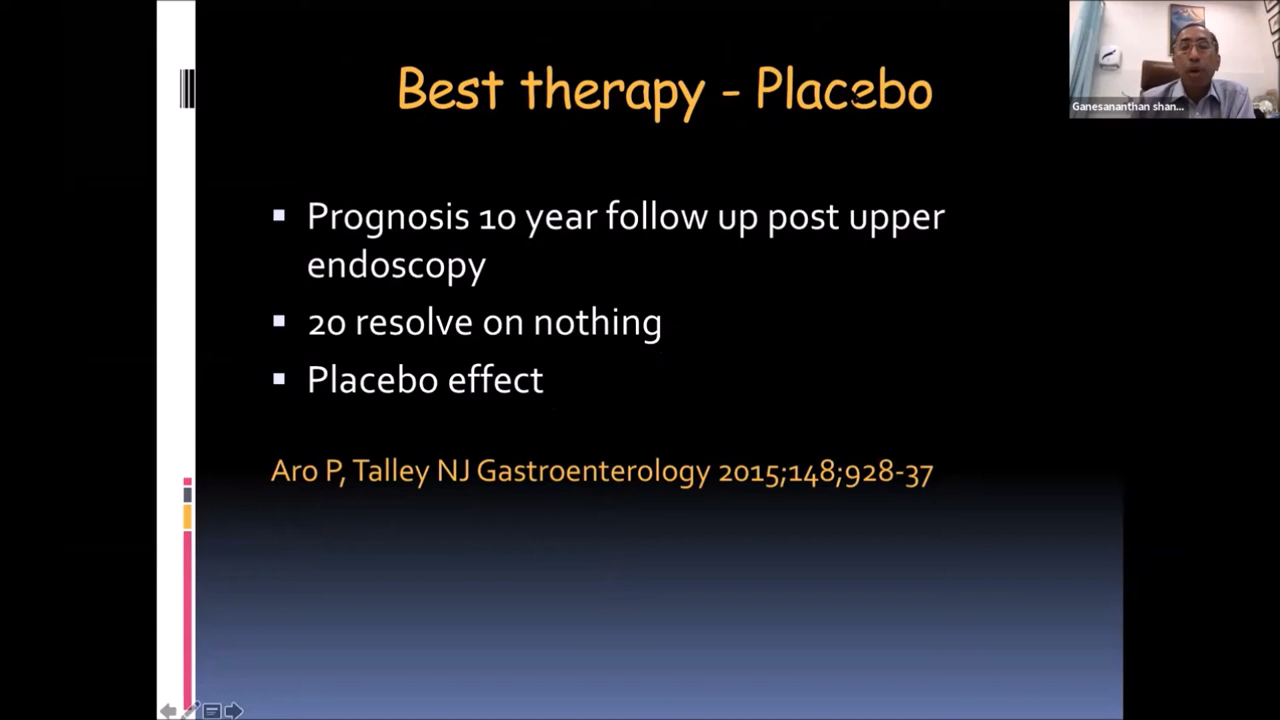 Best therapy - Placebo
Ganesananthan shan...
▪ Prognosis 10 year follow up post upper
endoscopy
▪ 20 resolve on nothing
▪ Placebo effect
Aro P, Talley NJ Gastroenterology 2015;148;928-37